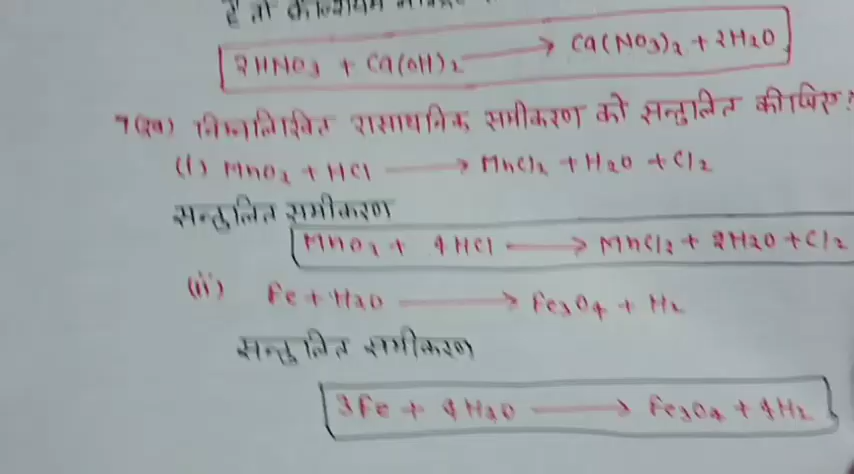 है तो कैल्शियम
2HNO3 + Ca(OH)2 → Ca(NO3)2 + 2H2O
7(ख) निम्नलिखित रासायनिक समीकरण को सन्तुलित कीजिए?
(i) MnO2 + HCl → MnCl2 + H2O + Cl2
सन्तुलित समीकरण
MnO2 + 4HCl → MnCl2 + 2H2O + Cl2
(ii) Fe + H2O → Fe3O4 + H2
सन्तुलित समीकरण
3Fe + 4H2O → Fe3O4 + 4H2